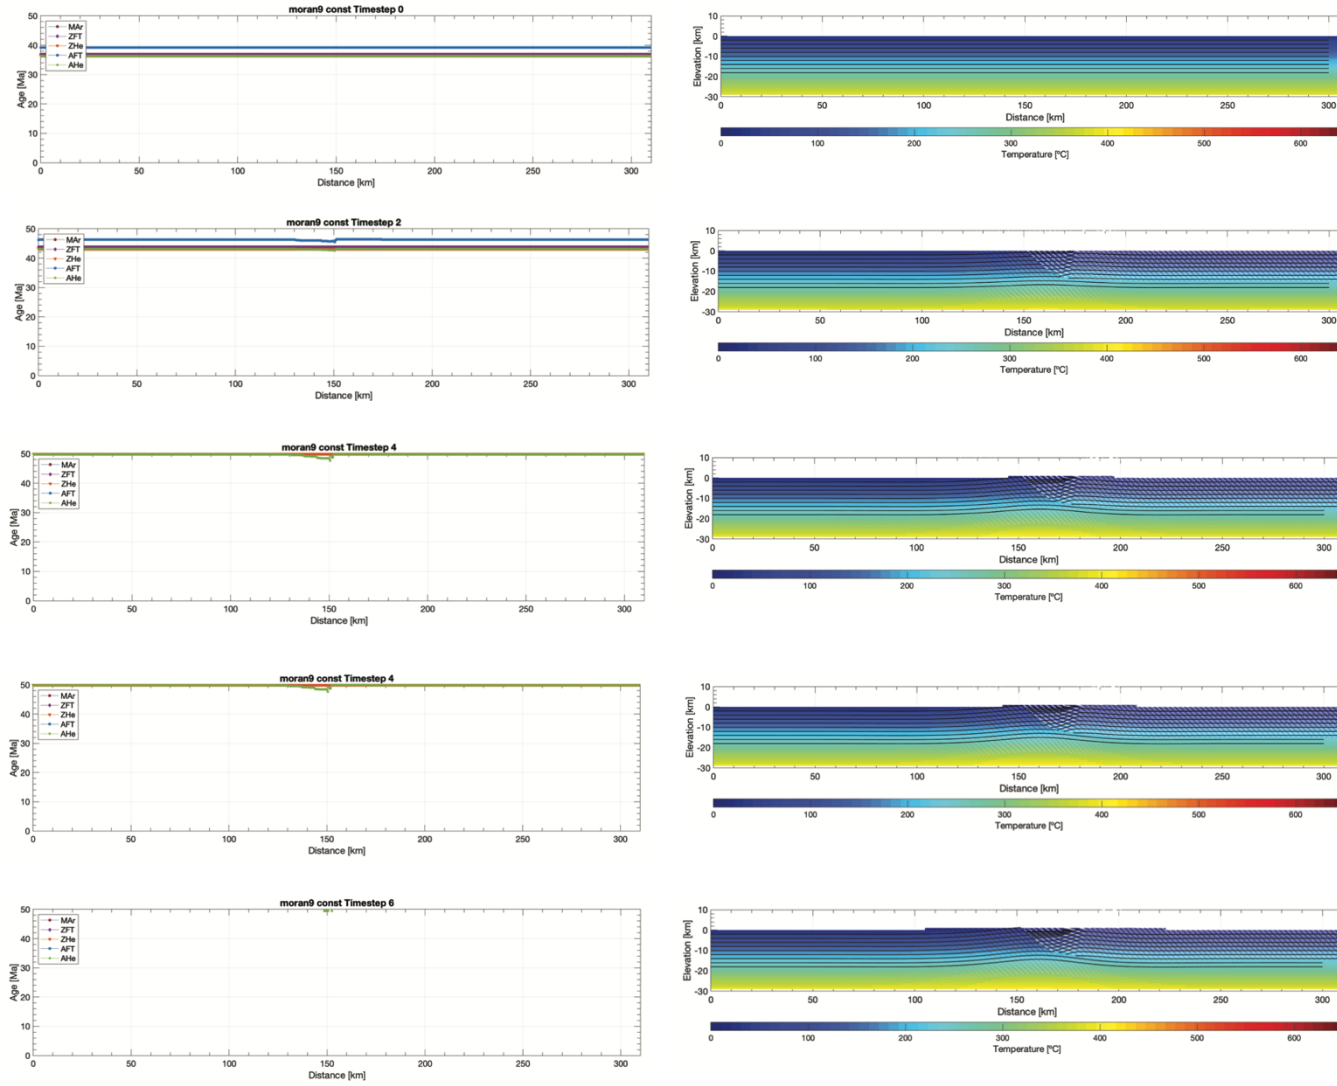 moran9 const Timestep 0
Age [Ma]
50
40
30
20
10
0
MAr
ZFT
ZHe
AFT
AHe
0 50 100 150 200 250 300
Distance [km]
Elevation [km]
10
0
-10
-20
-30
0 50 100 150 200 250 300
Distance [km]
0 100 200 300 400 500 600
Temperature [ºC]
moran9 const Timestep 2
Age [Ma]
50
40
30
20
10
0
MAr
ZFT
ZHe
AFT
AHe
0 50 100 150 200 250 300
Distance [km]
Elevation [km]
10
0
-10
-20
-30
0 50 100 150 200 250 300
Distance [km]
0 100 200 300 400 500 600
Temperature [ºC]
moran9 const Timestep 4
Age [Ma]
50
40
30
20
10
0
MAr
ZFT
ZHe
AFT
AHe
0 50 100 150 200 250 300
Distance [km]
Elevation [km]
10
0
-10
-20
-30
0 50 100 150 200 250 300
Distance [km]
0 100 200 300 400 500 600
Temperature [ºC]
moran9 const Timestep 4
Age [Ma]
50
40
30
20
10
0
MAr
ZFT
ZHe
AFT
AHe
0 50 100 150 200 250 300
Distance [km]
Elevation [km]
10
0
-10
-20
-30
0 50 100 150 200 250 300
Distance [km]
0 100 200 300 400 500 600
Temperature [ºC]
moran9 const Timestep 6
Age [Ma]
50
40
30
20
10
0
MAr
ZFT
ZHe
AFT
AHe
0 50 100 150 200 250 300
Distance [km]
Elevation [km]
10
0
-10
-20
-30
0 50 100 150 200 250 300
Distance [km]
0 100 200 300 400 500 600
Temperature [ºC]